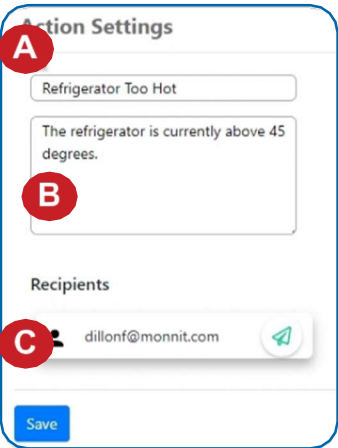 Action Settings
A
Refrigerator Too Hot
The refrigerator is currently above 45
degrees.
B
Recipients
C
dillonf@monnit.com
Save